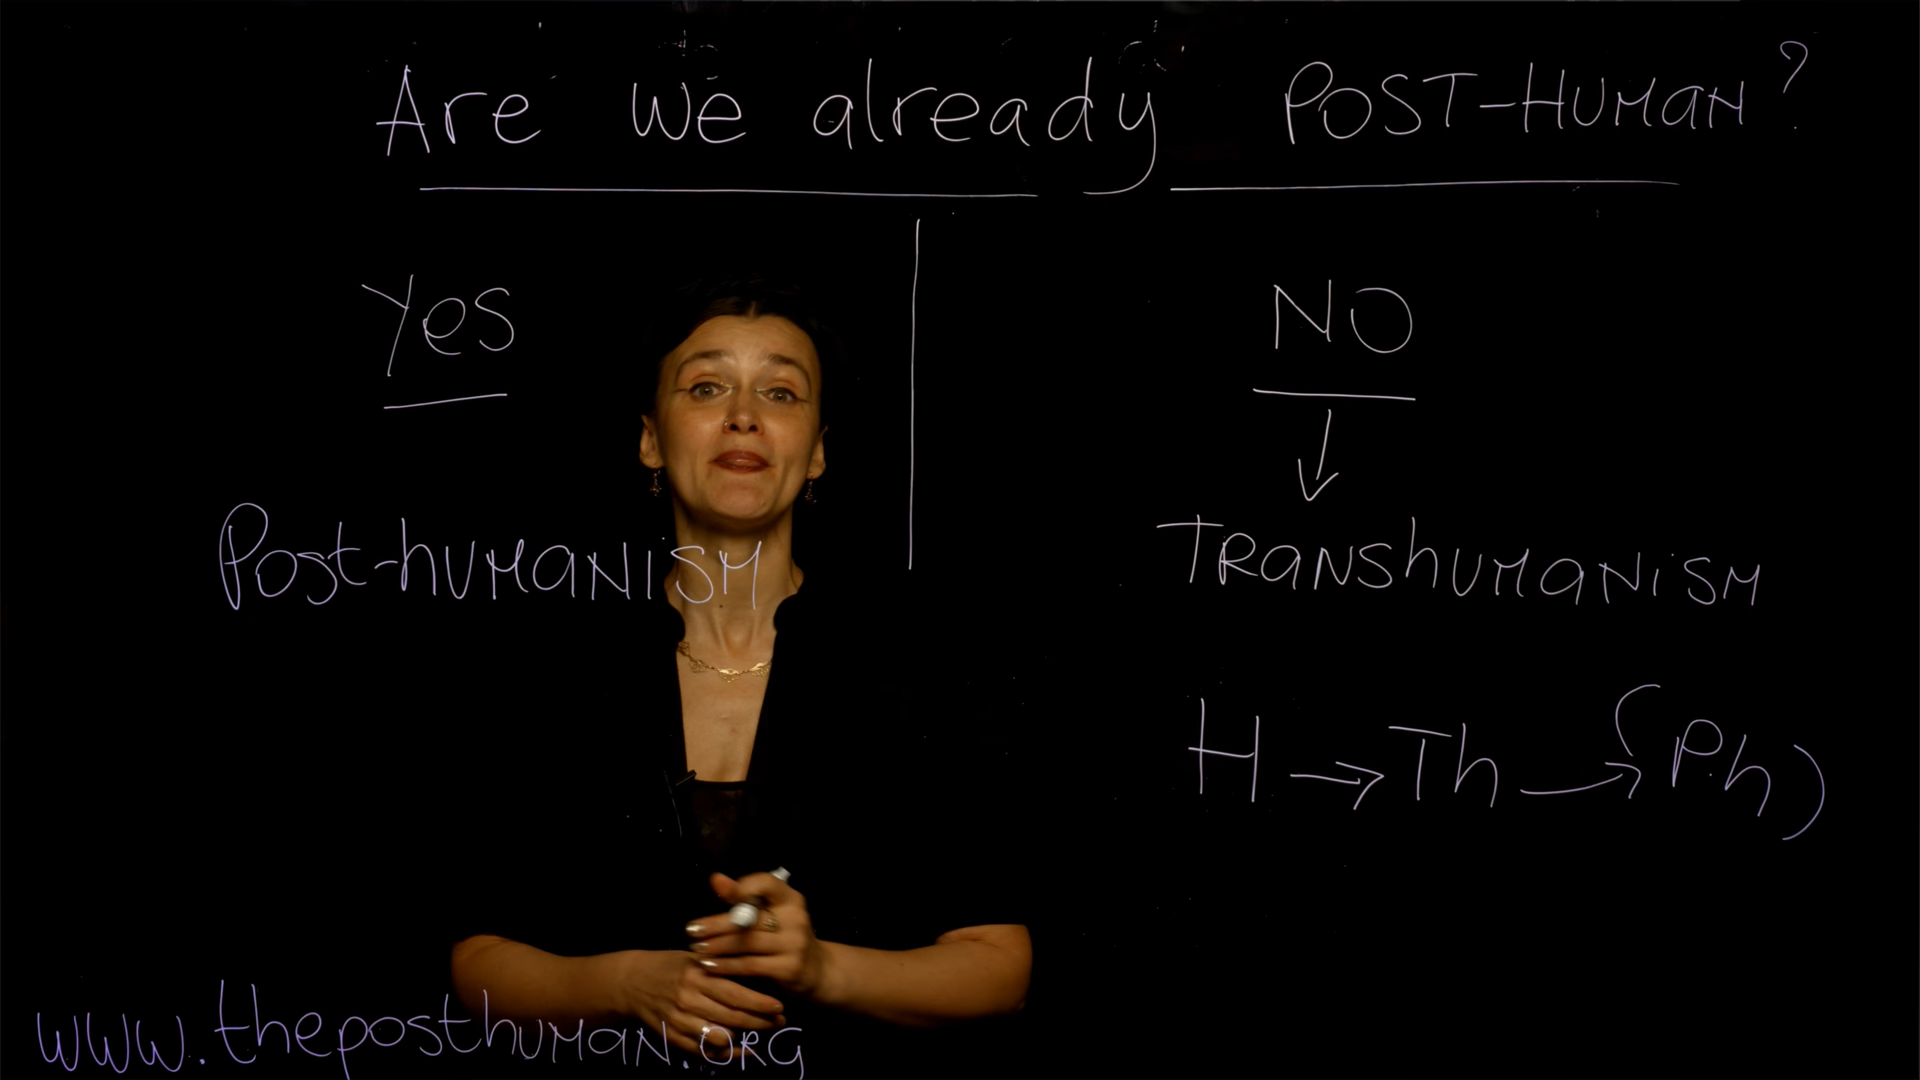 Are we already POST-HUMAN?
Yes
NO
Post-humanism
TRANSHUMANISM
H → Th → (P.h)
www.theposthuman.org